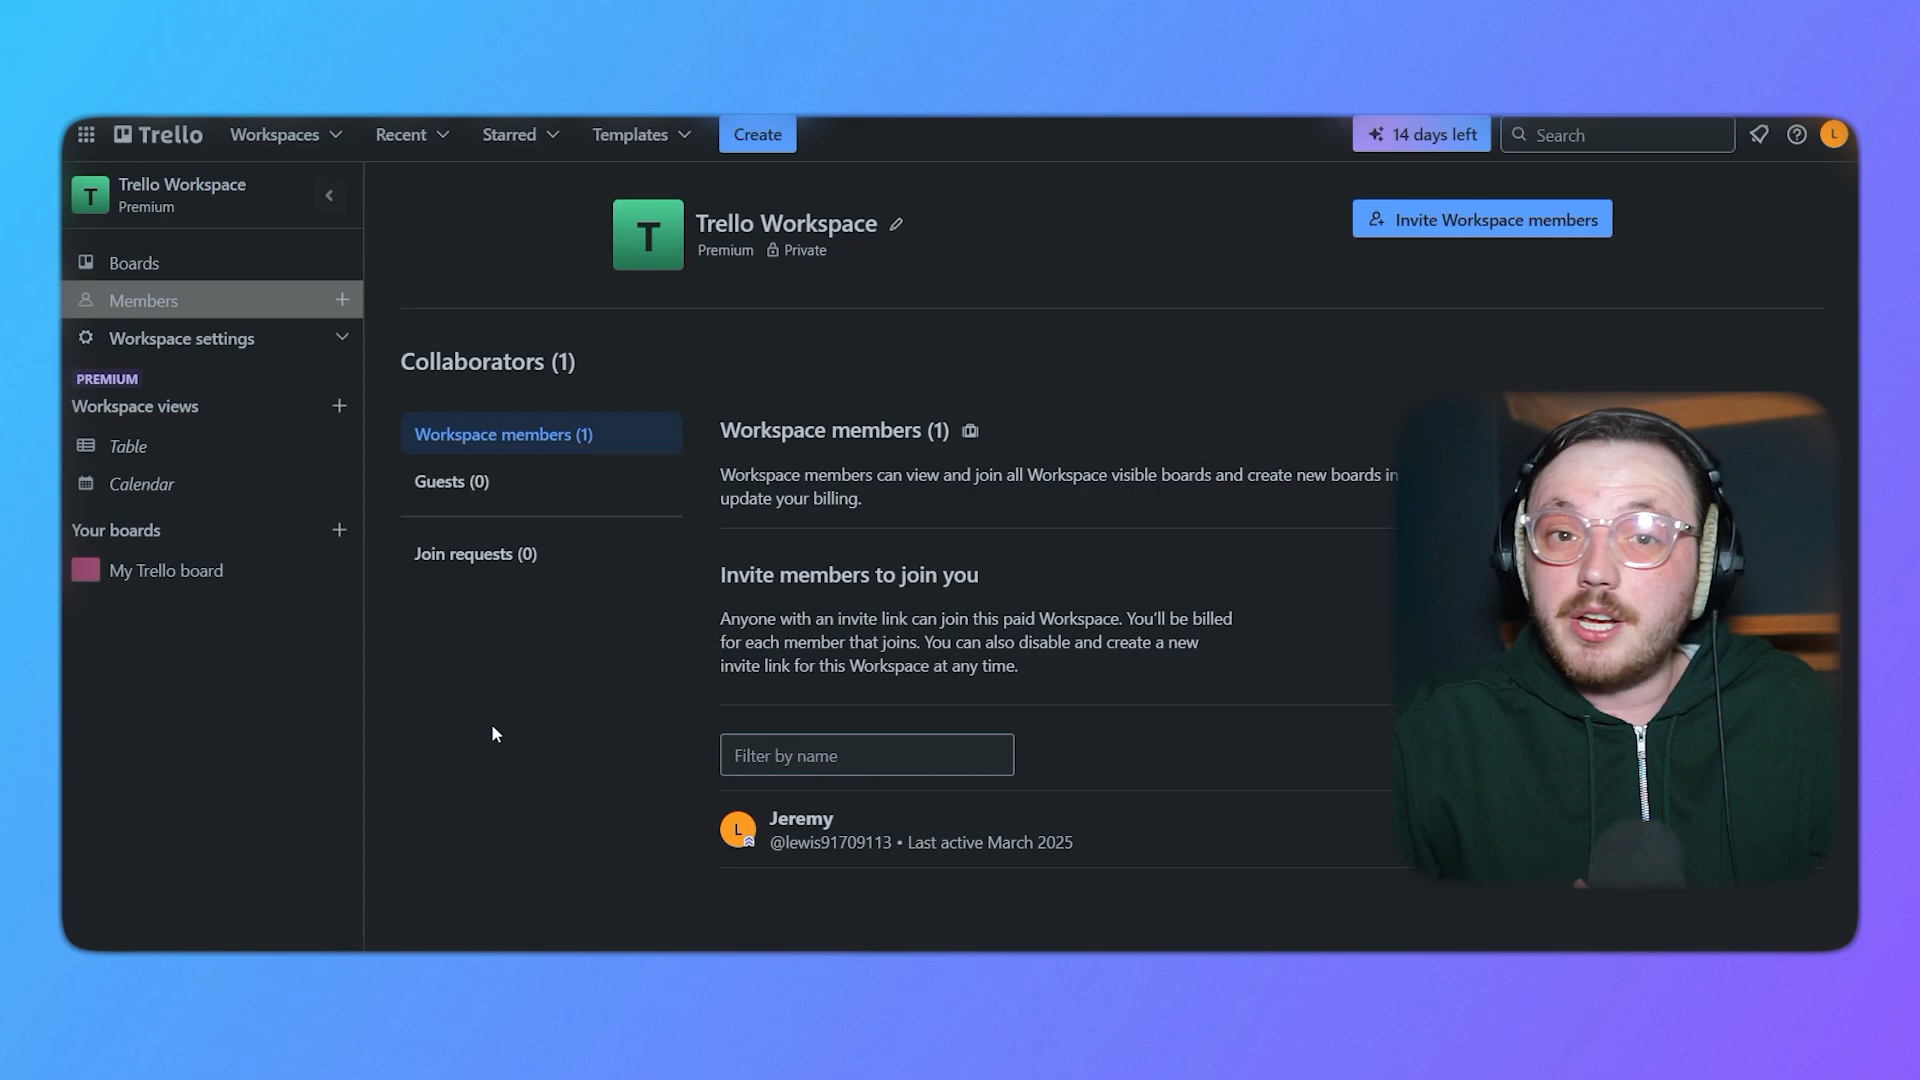 Trello
Workspaces
Recent
Starred
Templates
Create
14 days left
Search
L
T
Trello Workspace
Premium
Boards
Members
Workspace settings
PREMIUM
Workspace views
Table
Calendar
Your boards
My Trello board
T
Trello Workspace
Premium
Private
Invite Workspace members
Collaborators (1)
Workspace members (1)
Guests (0)
Join requests (0)
Workspace members (1)
Workspace members can view and join all Workspace visible boards and create new boards in
update your billing.
Invite members to join you
Anyone with an invite link can join this paid Workspace. You’ll be billed
for each member that joins. You can also disable and create a new
invite link for this Workspace at any time.
Filter by name
L
Jeremy
@lewis91709113 • Last active March 2025